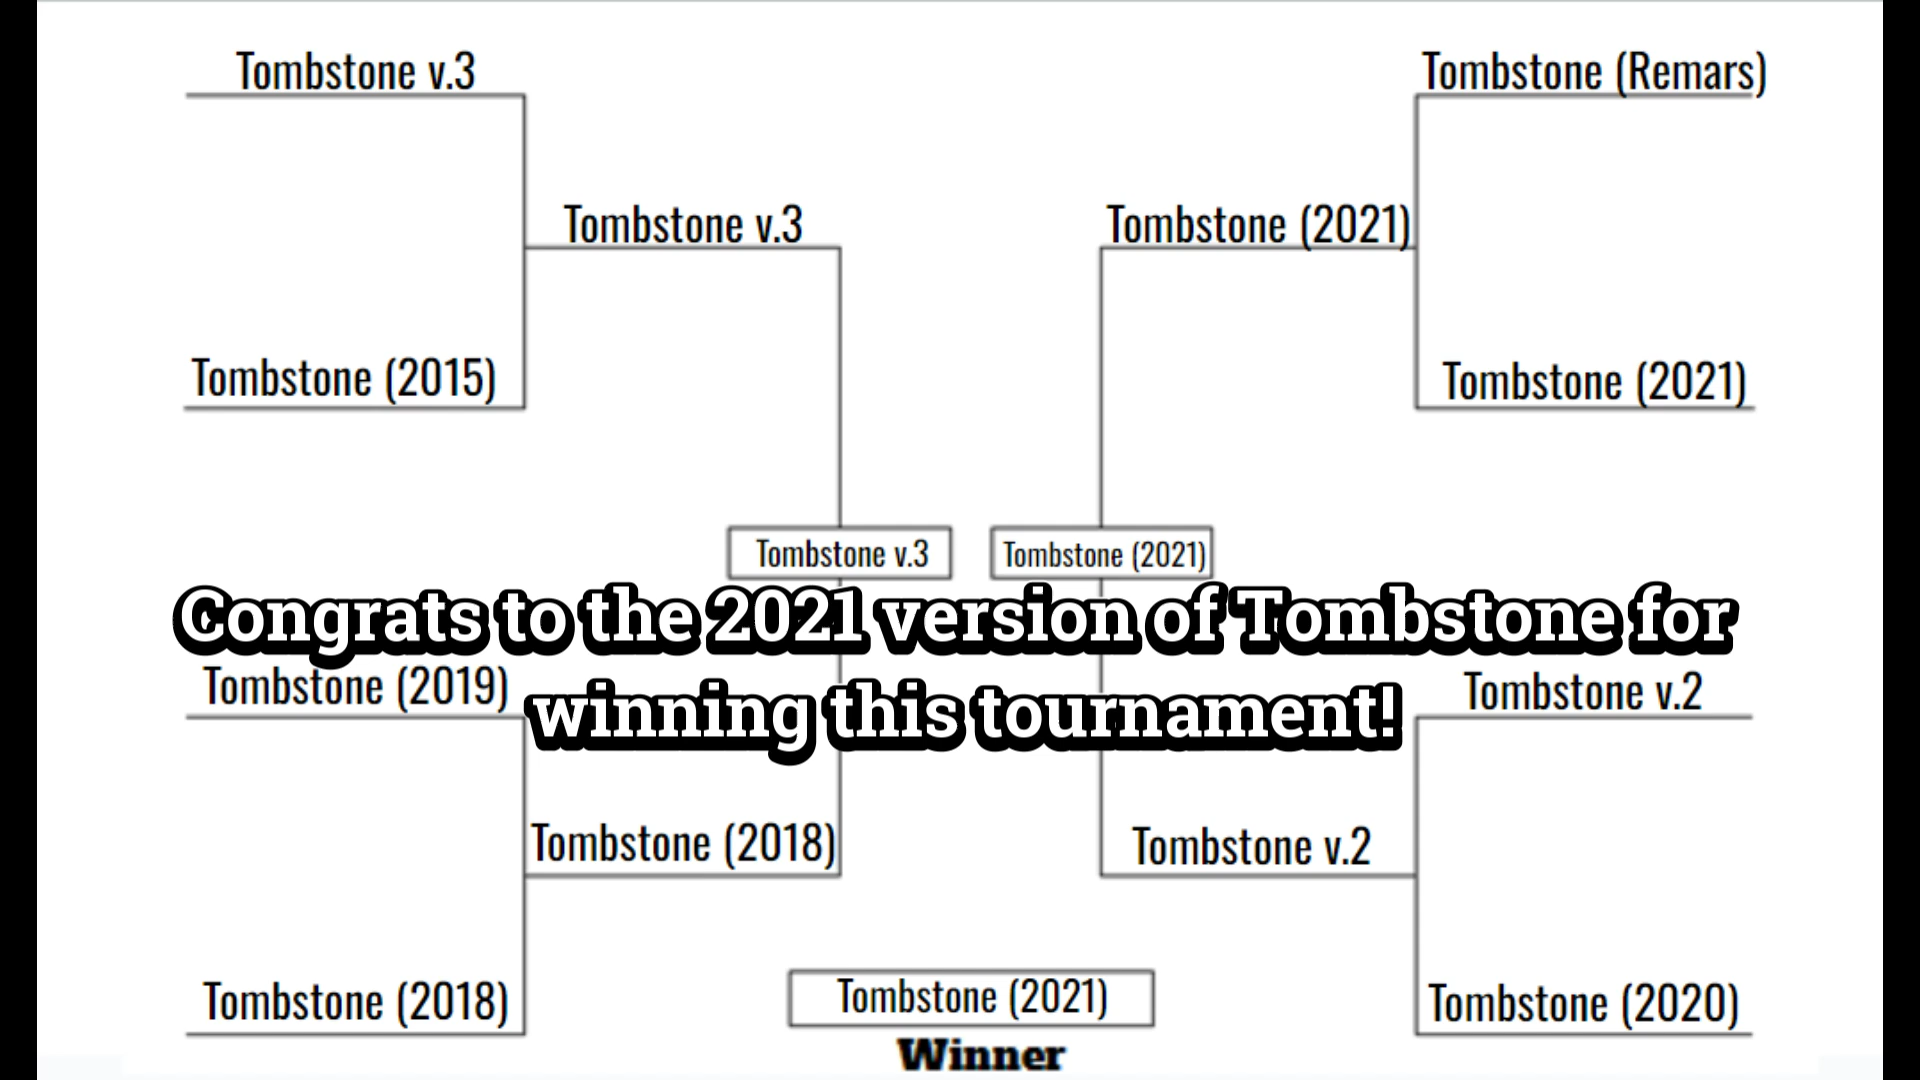 Tombstone v.3
Tombstone (Remars)
Tombstone v.3
Tombstone (2021)
Tombstone (2015)
Tombstone (2021)
Tombstone v.3
Tombstone (2021)
Congrats to the 2021 version of Tombstone for
winning this tournament!
Tombstone (2019)
Tombstone v.2
Tombstone (2018)
Tombstone v.2
Tombstone (2018)
Tombstone (2021)
Tombstone (2020)
Winner